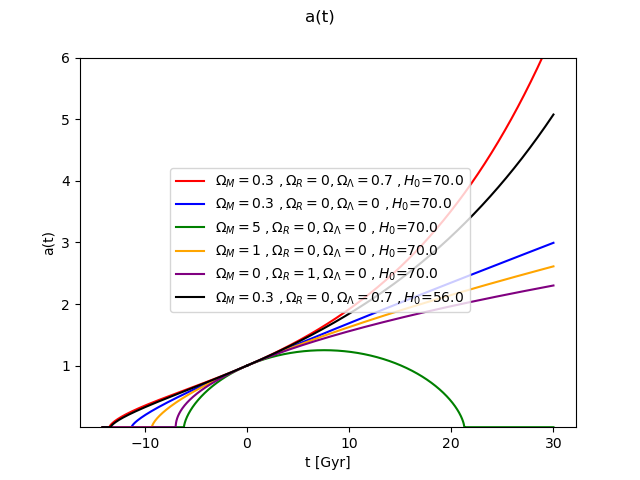 a(t)
6
5
4
3
2
1
a(t)
Ω_M = 0.3 , Ω_R = 0, Ω_Λ = 0.7 , H_0=70.0
Ω_M = 0.3 , Ω_R = 0, Ω_Λ = 0 , H_0=70.0
Ω_M = 5 , Ω_R = 0, Ω_Λ = 0 , H_0=70.0
Ω_M = 1 , Ω_R = 0, Ω_Λ = 0 , H_0=70.0
Ω_M = 0 , Ω_R = 1, Ω_Λ = 0 , H_0=70.0
Ω_M = 0.3 , Ω_R = 0, Ω_Λ = 0.7 , H_0=56.0
−10 0 10 20 30
t [Gyr]